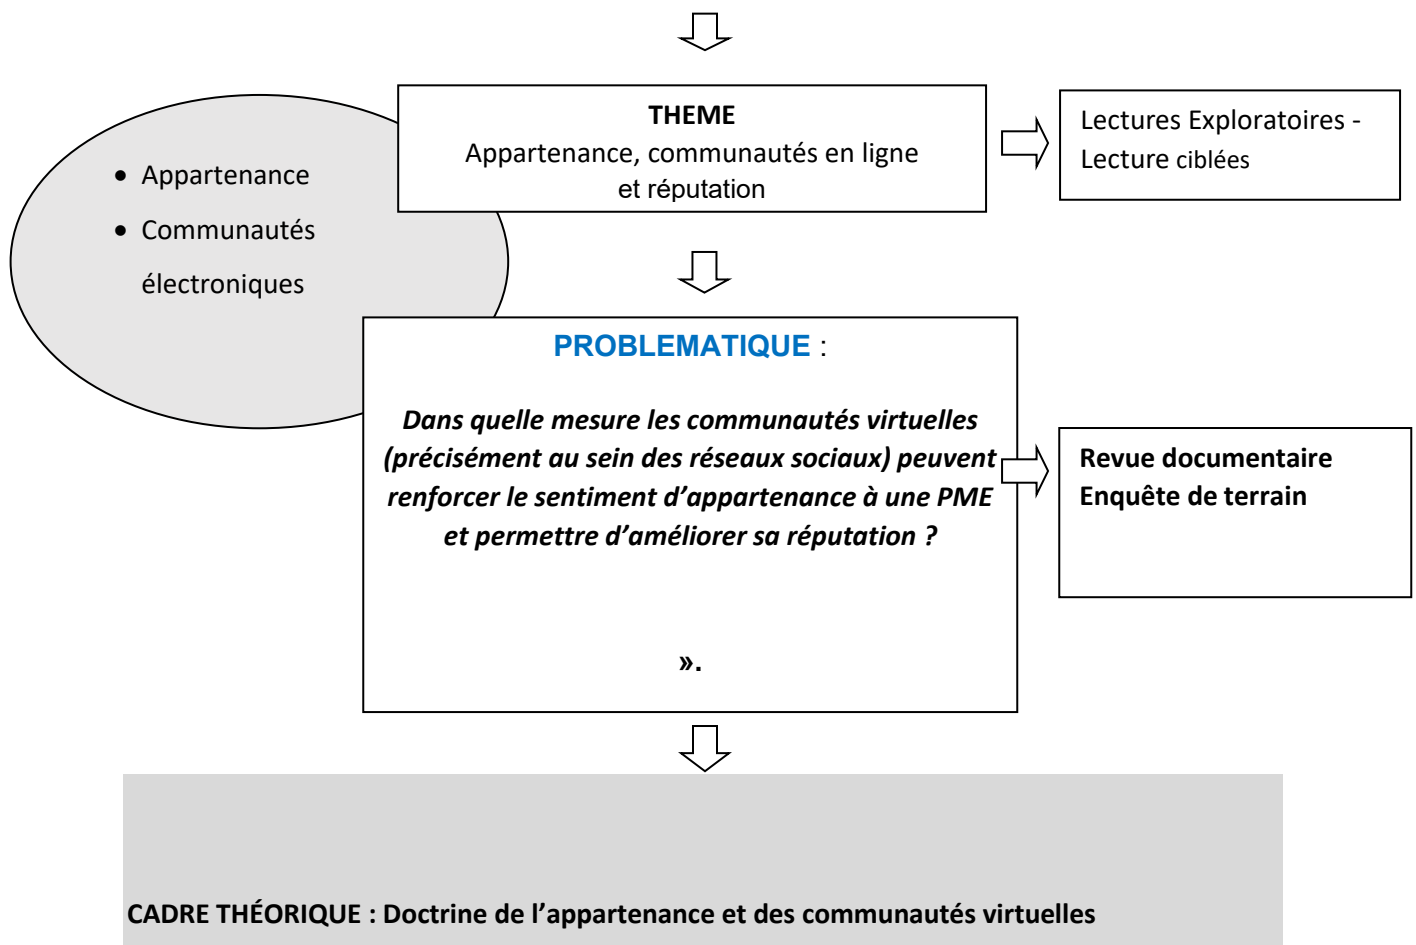 THEME
Appartenance, communautés en ligne
et réputation
Lectures Exploratoires -
Lecture ciblées
• Appartenance
• Communautés
électroniques
PROBLEMATIQUE :
Dans quelle mesure les communautés virtuelles
(précisément au sein des réseaux sociaux) peuvent
renforcer le sentiment d’appartenance à une PME
et permettre d’améliorer sa réputation ?
».
Revue documentaire
Enquête de terrain
CADRE THÉORIQUE : Doctrine de l’appartenance et des communautés virtuelles